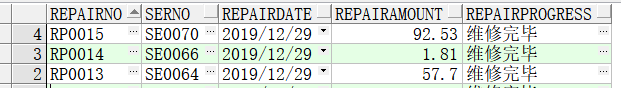 REPAIRNO SERNO REPAIRDATE REPAIRAMOUNT REPAIRPROGRESS
4 RP0015 ... SE0070 ... 2019/12/29 92.53 维修完毕 ...
3 RP0014 ... SE0066 ... 2019/12/29 1.81 维修完毕 ...
2 RP0013 ... SE0064 ... 2019/12/29 57.7 维修完毕 ...